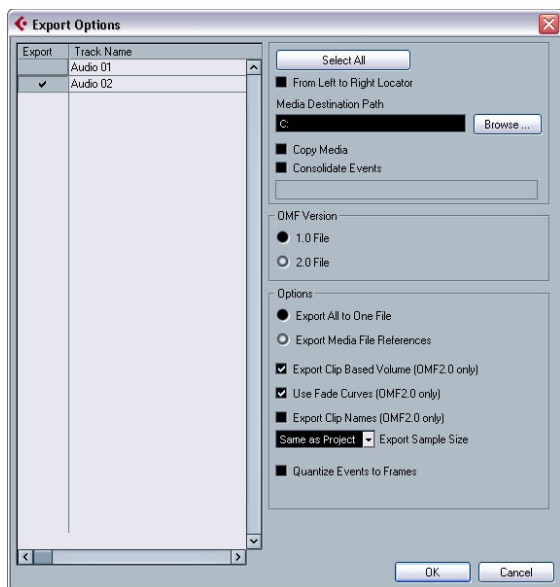 Export Options
Export Track Name
Audio 01
Audio 02
Select All
From Left to Right Locator
Media Destination Path
C:
Browse ...
Copy Media
Consolidate Events
OMF Version
1.0 File
2.0 File
Options
Export All to One File
Export Media File References
Export Clip Based Volume (OMF2.0 only)
Use Fade Curves (OMF2.0 only)
Export Clip Names (OMF2.0 only)
Same as Project Export Sample Size
Quantize Events to Frames
OK Cancel